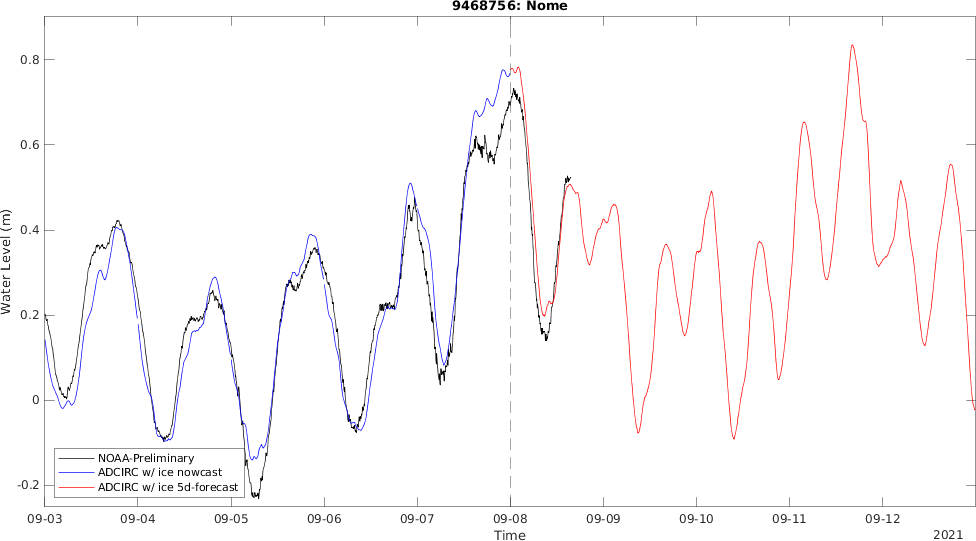 9468756: Nome
Water Level (m)
0.8
0.6
0.4
0.2
0
-0.2
NOAA-Preliminary
ADCIRC w/ ice nowcast
ADCIRC w/ ice 5d-forecast
09-03 09-04 09-05 09-06 09-07 09-08 09-09 09-10 09-11 09-12
Time
2021